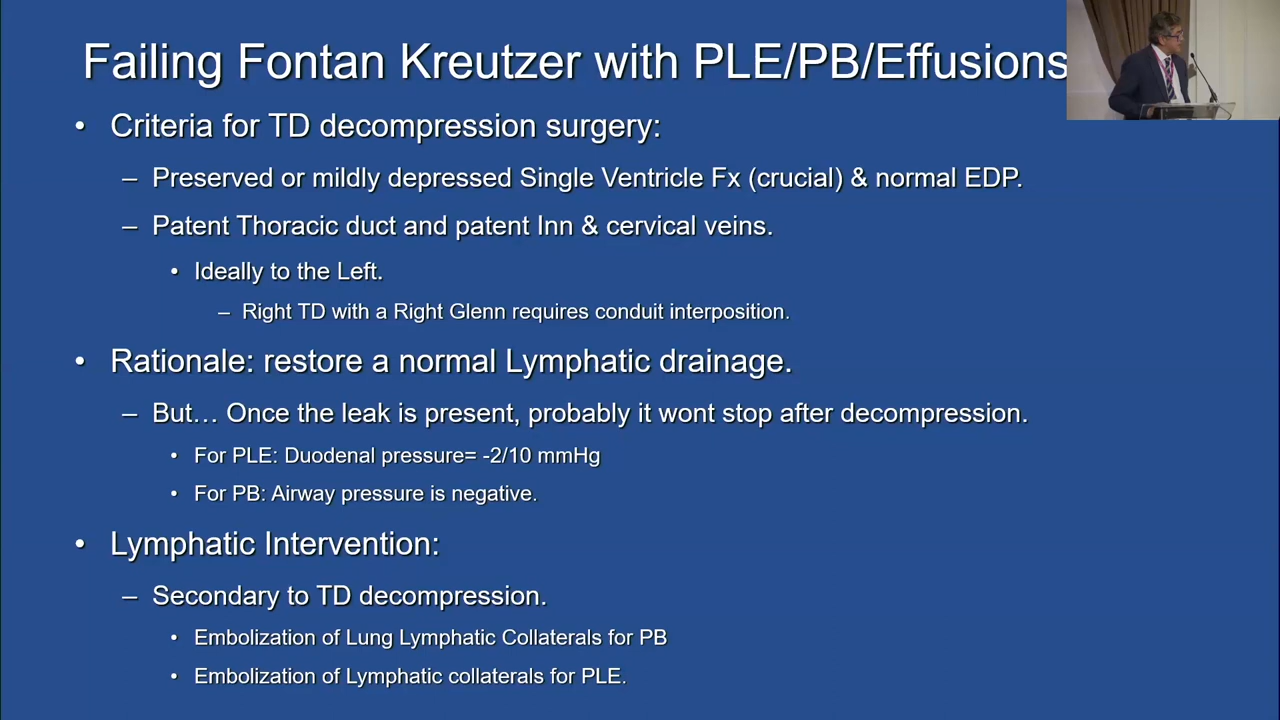 Failing Fontan Kreutzer with PLE/PB/Effusions
• Criteria for TD decompression surgery:
– Preserved or mildly depressed Single Ventricle Fx (crucial) & normal EDP.
– Patent Thoracic duct and patent Inn & cervical veins.
• Ideally to the Left.
– Right TD with a Right Glenn requires conduit interposition.
• Rationale: restore a normal Lymphatic drainage.
– But… Once the leak is present, probably it wont stop after decompression.
• For PLE: Duodenal pressure= -2/10 mmHg
• For PB: Airway pressure is negative.
• Lymphatic Intervention:
– Secondary to TD decompression.
• Embolization of Lung Lymphatic Collaterals for PB
• Embolization of Lymphatic collaterals for PLE.